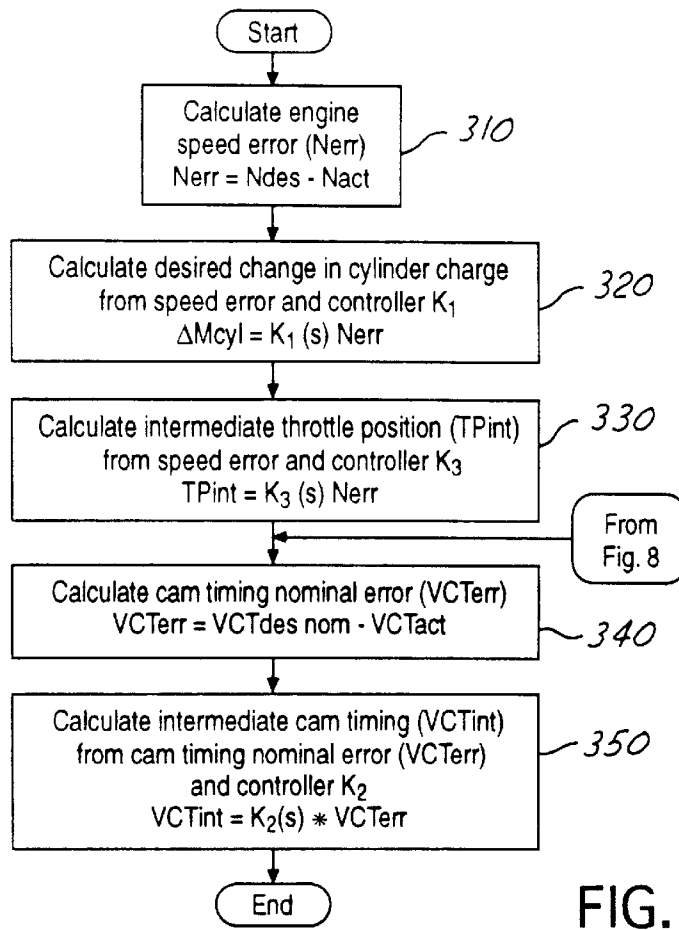 Start
Calculate engine
speed error (Nerr)
Nerr = Ndes - Nact
310
Calculate desired change in cylinder charge
from speed error and controller K₁
ΔMcyl = K₁ (s) Nerr
320
Calculate intermediate throttle position (TPint)
from speed error and controller K₃
TPint = K₃ (s) Nerr
330
From
Fig. 8
Calculate cam timing nominal error (VCTerr)
VCTerr = VCTdes nom - VCTact
340
Calculate intermediate cam timing (VCTint)
from cam timing nominal error (VCTerr)
and controller K₂
VCTint = K₂(s) * VCTerr
350
End
FIG.